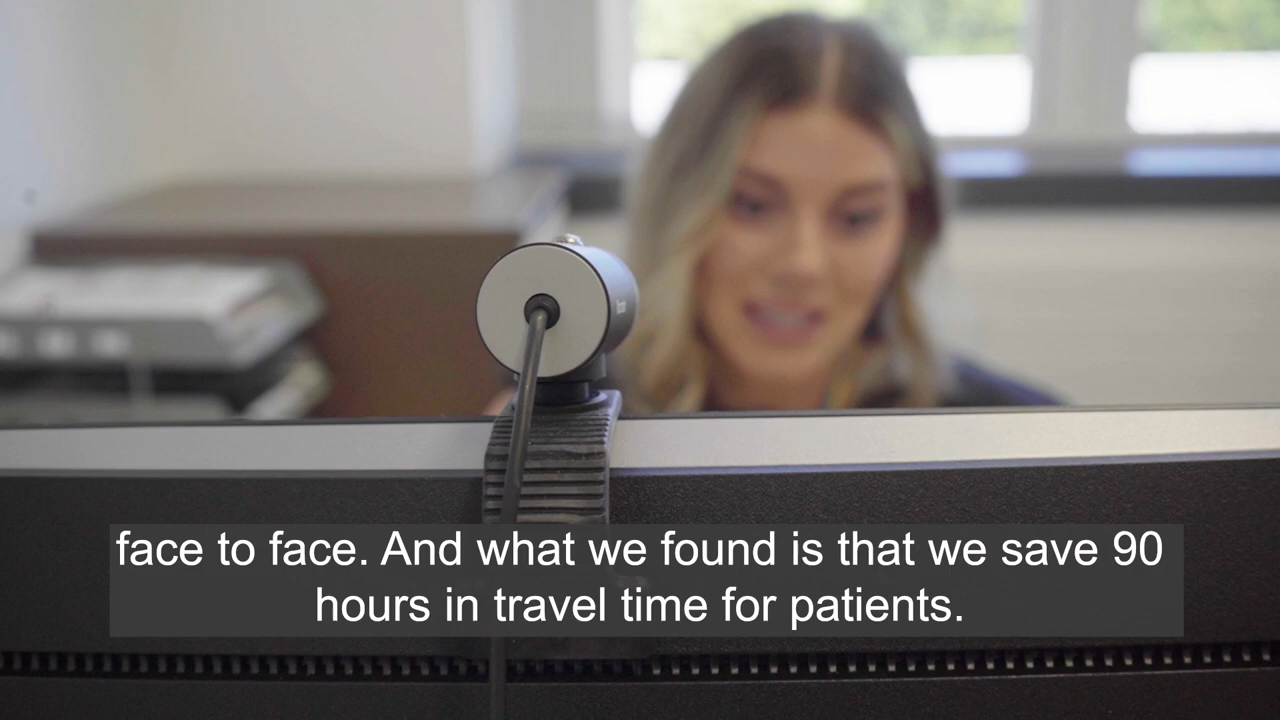 face to face. And what we found is that we save 90
hours in travel time for patients.